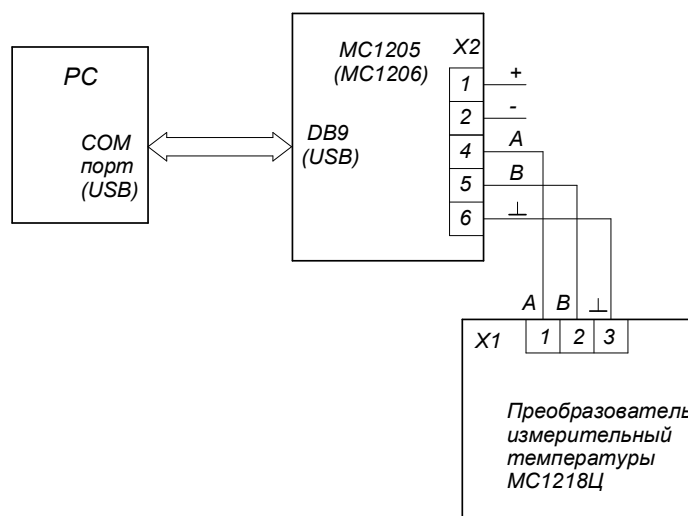 PC
COM
порт
(USB)
MC1205
(MC1206)
X2
DB9
(USB)
1 +
2 -
4 A
5 B
6 ⊥
A B ⊥
X1
1 2 3
Преобразователь
измерительный
температуры
МС1218Ц